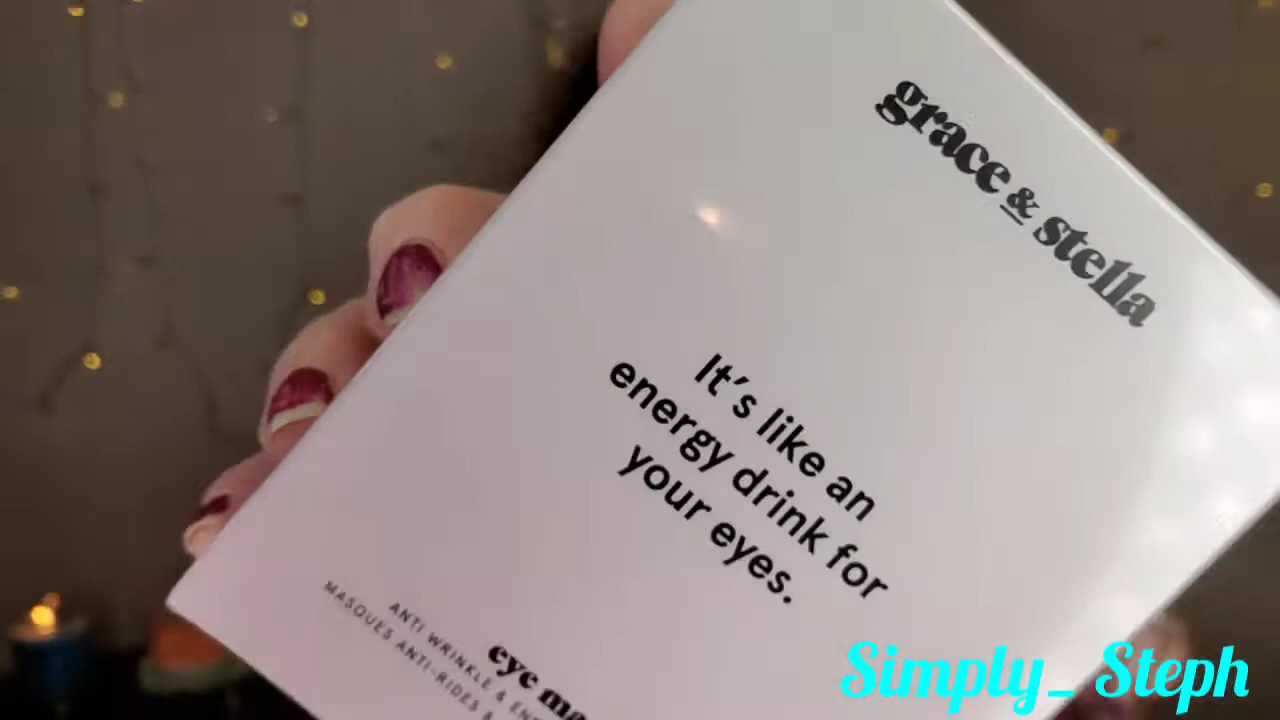 grace & stella
It's like an
energy drink for
your eyes.
eye
ANTI WRINKLE &
MASQUES ANTI-RIDES &
Simply_ Steph